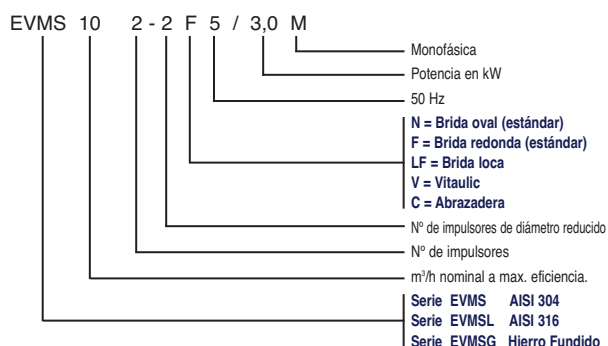 EVMS 10 2 - 2 F 5 / 3,0 M
Monofásica
Potencia en kW
50 Hz
N = Brida oval (estándar)
F = Brida redonda (estándar)
LF = Brida loca
V = Vitaulic
C = Abrazadera
Nº de impulsores de diámetro reducido
Nº de impulsores
m³/h nominal a max. eficiencia.
Serie EVMS AISI 304
Serie EVMSL AISI 316
Serie EVMSG Hierro Fundido